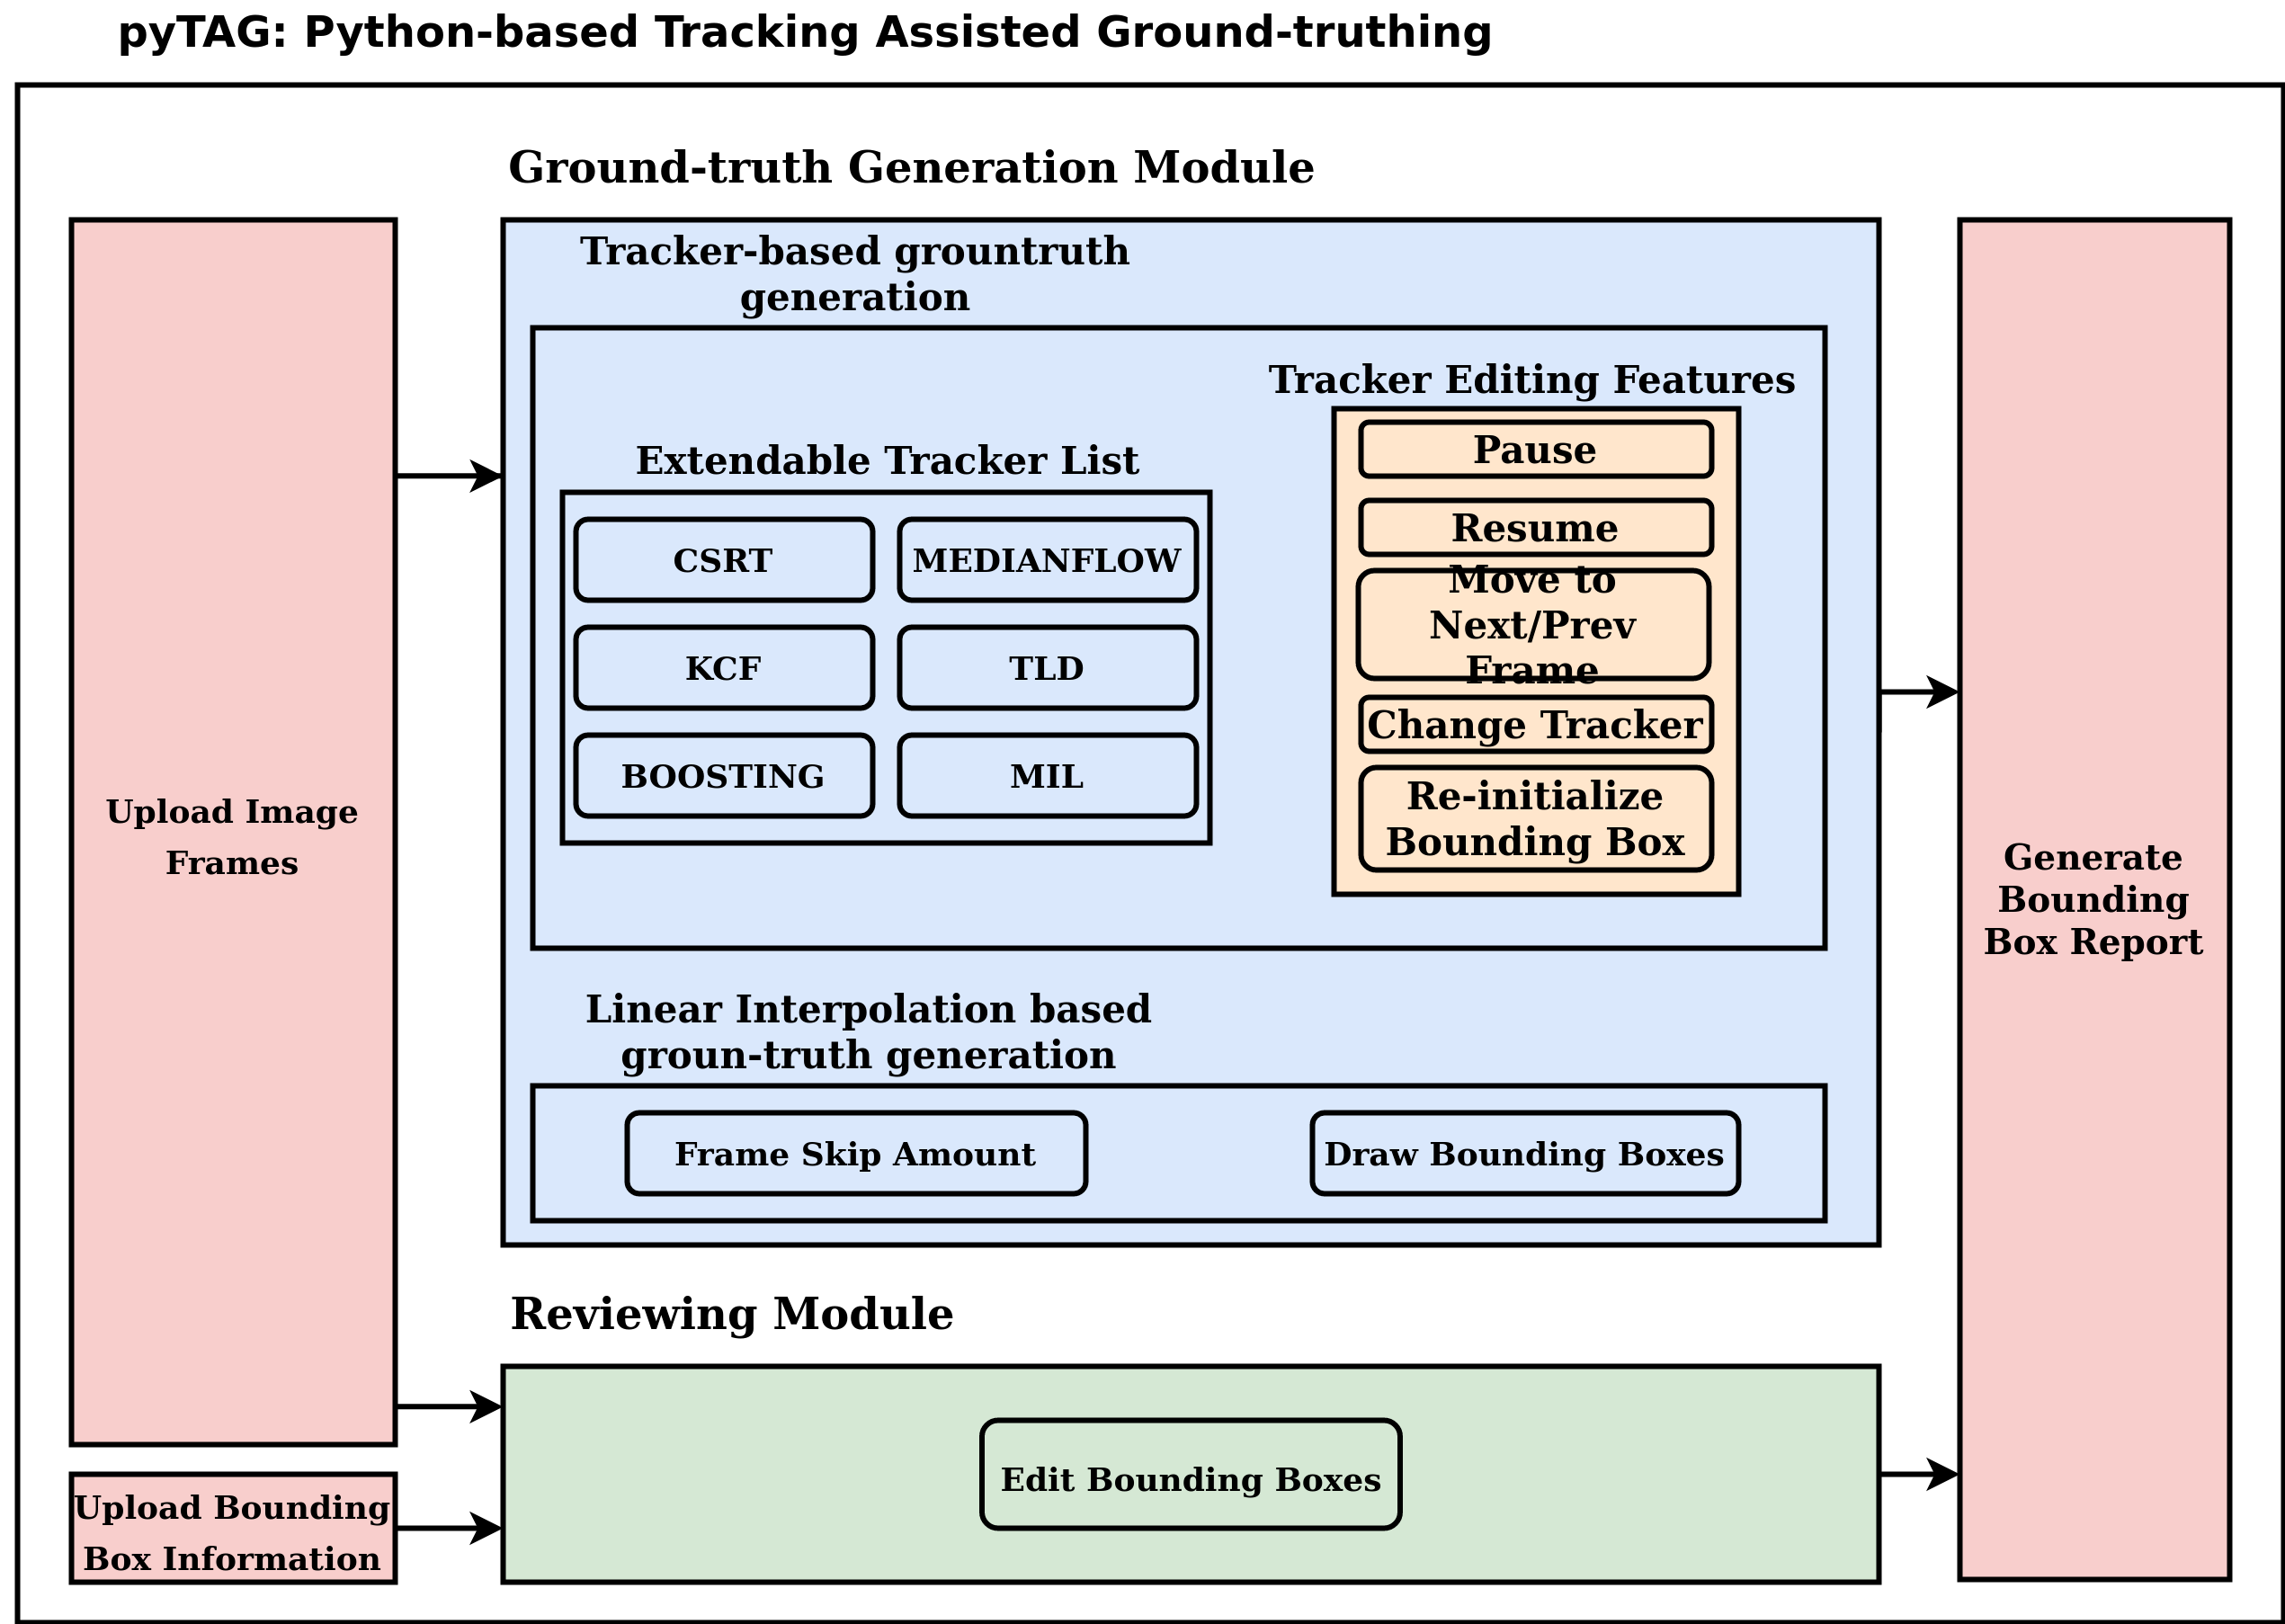 pyTAG: Python-based Tracking Assisted Ground-truthing
Ground-truth Generation Module
Tracker-based grountruth
generation
Tracker Editing Features
Extendable Tracker List
Pause
Resume
Move to
Next/Prev
Frame
Change Tracker
Re-initialize
Bounding Box
CSRT
MEDIANFLOW
KCF
TLD
BOOSTING
MIL
Upload Image
Frames
Generate
Bounding
Box Report
Linear Interpolation based
groun-truth generation
Frame Skip Amount
Draw Bounding Boxes
Reviewing Module
Edit Bounding Boxes
Upload Bounding
Box Information